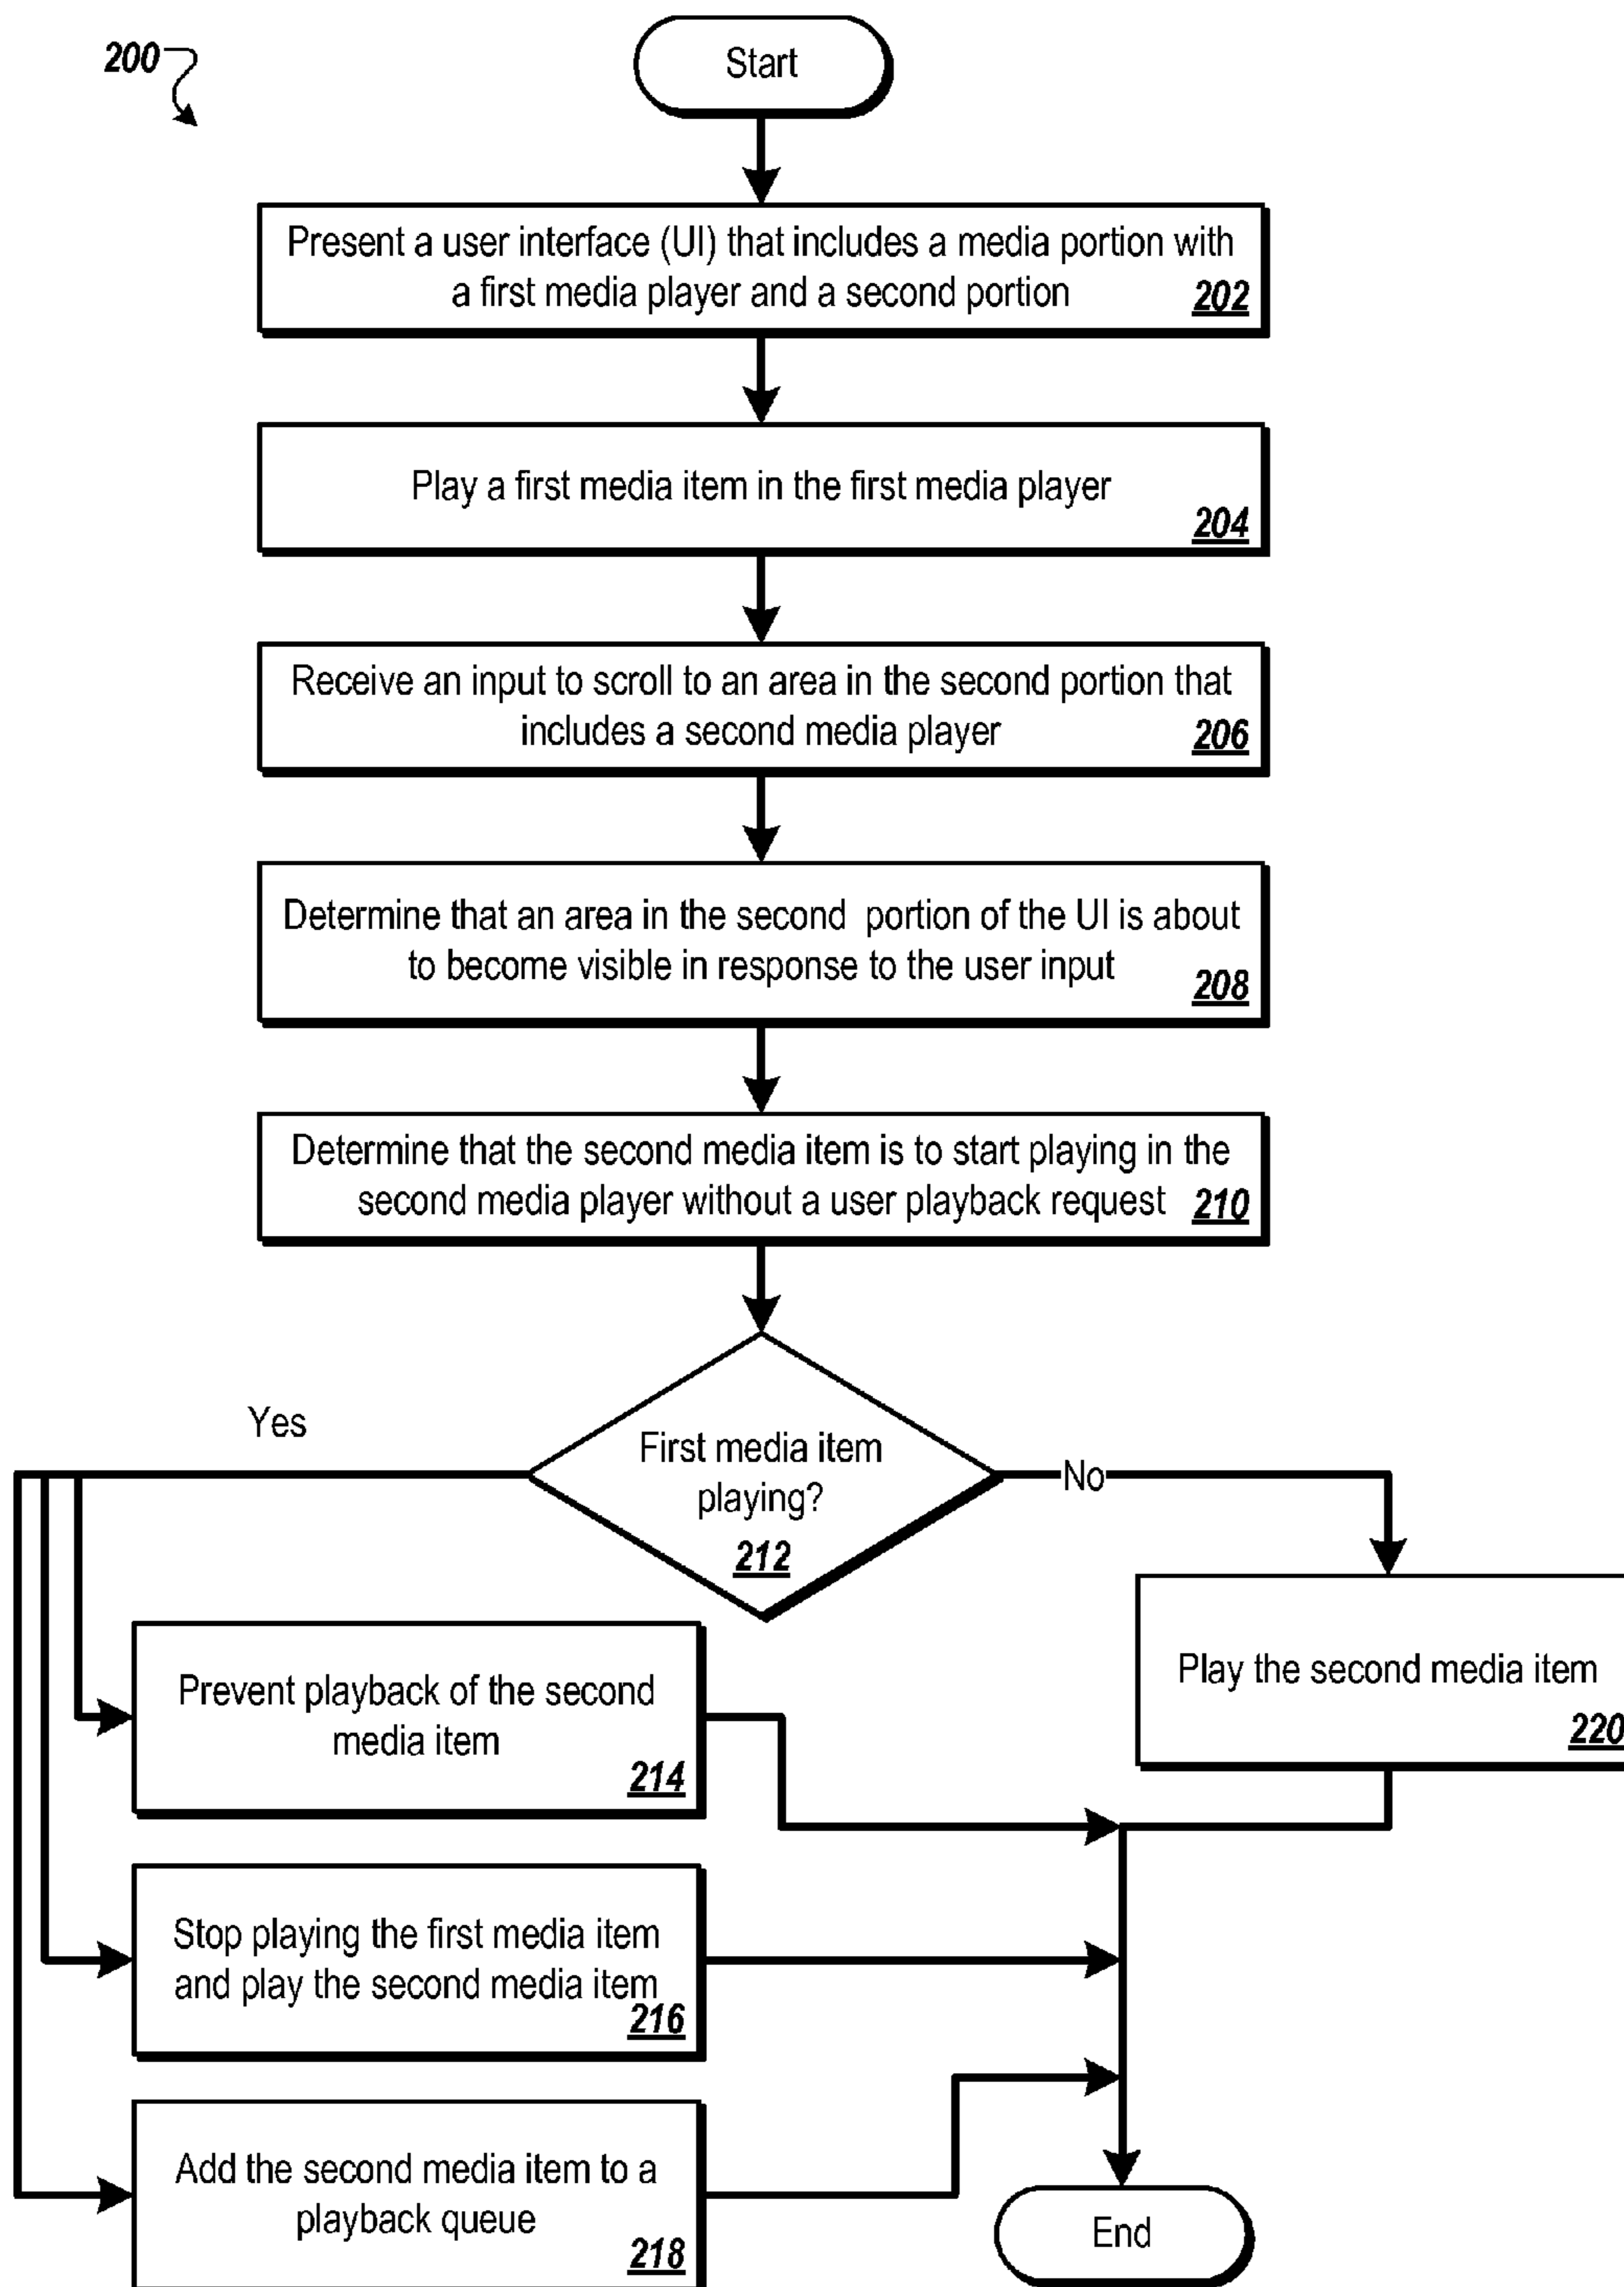 200
Start
Present a user interface (UI) that includes a media portion with
a first media player and a second portion
202
Play a first media item in the first media player
204
Receive an input to scroll to an area in the second portion that
includes a second media player
206
Determine that an area in the second portion of the UI is about
to become visible in response to the user input
208
Determine that the second media item is to start playing in the
second media player without a user playback request
210
Yes
First media item
playing?
212
No
Prevent playback of the second
media item
214
Play the second media item
220
Stop playing the first media item
and play the second media item
216
Add the second media item to a
playback queue
218
End